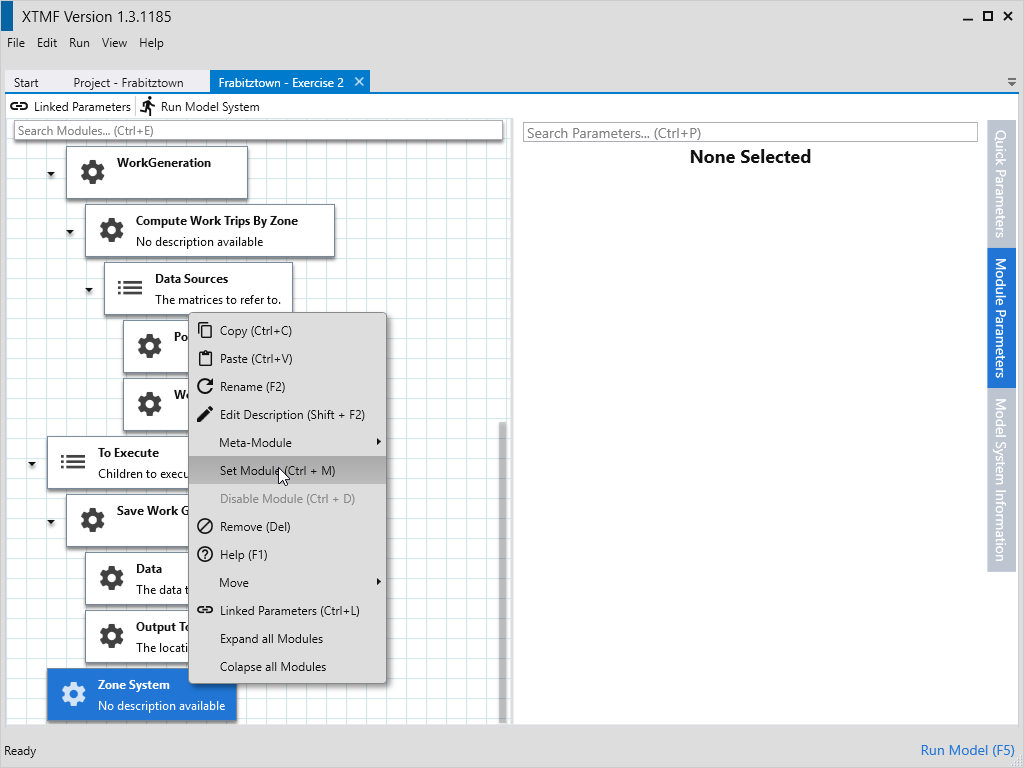 XTMF Version 1.3.1185
File Edit Run View Help
Start Project - Frabitztown Frabitztown - Exercise 2
Linked Parameters Run Model System
Search Modules... (Ctrl+E)
Search Parameters... (Ctrl+P)
None Selected
WorkGeneration
Compute Work Trips By Zone
No description available
Data Sources
The matrices to refer to.
Po
We
To Execute
Children to execu
Save Work G
Data
The data t
Output To
The locati
Zone System
No description available
Copy (Ctrl+C)
Paste (Ctrl+V)
Rename (F2)
Edit Description (Shift + F2)
Meta-Module
Set Module (Ctrl + M)
Disable Module (Ctrl + D)
Remove (Del)
Help (F1)
Move
Linked Parameters (Ctrl+L)
Expand all Modules
Colapse all Modules
Quick Parameters
Module Parameters
Model System Information
Ready
Run Model (F5)